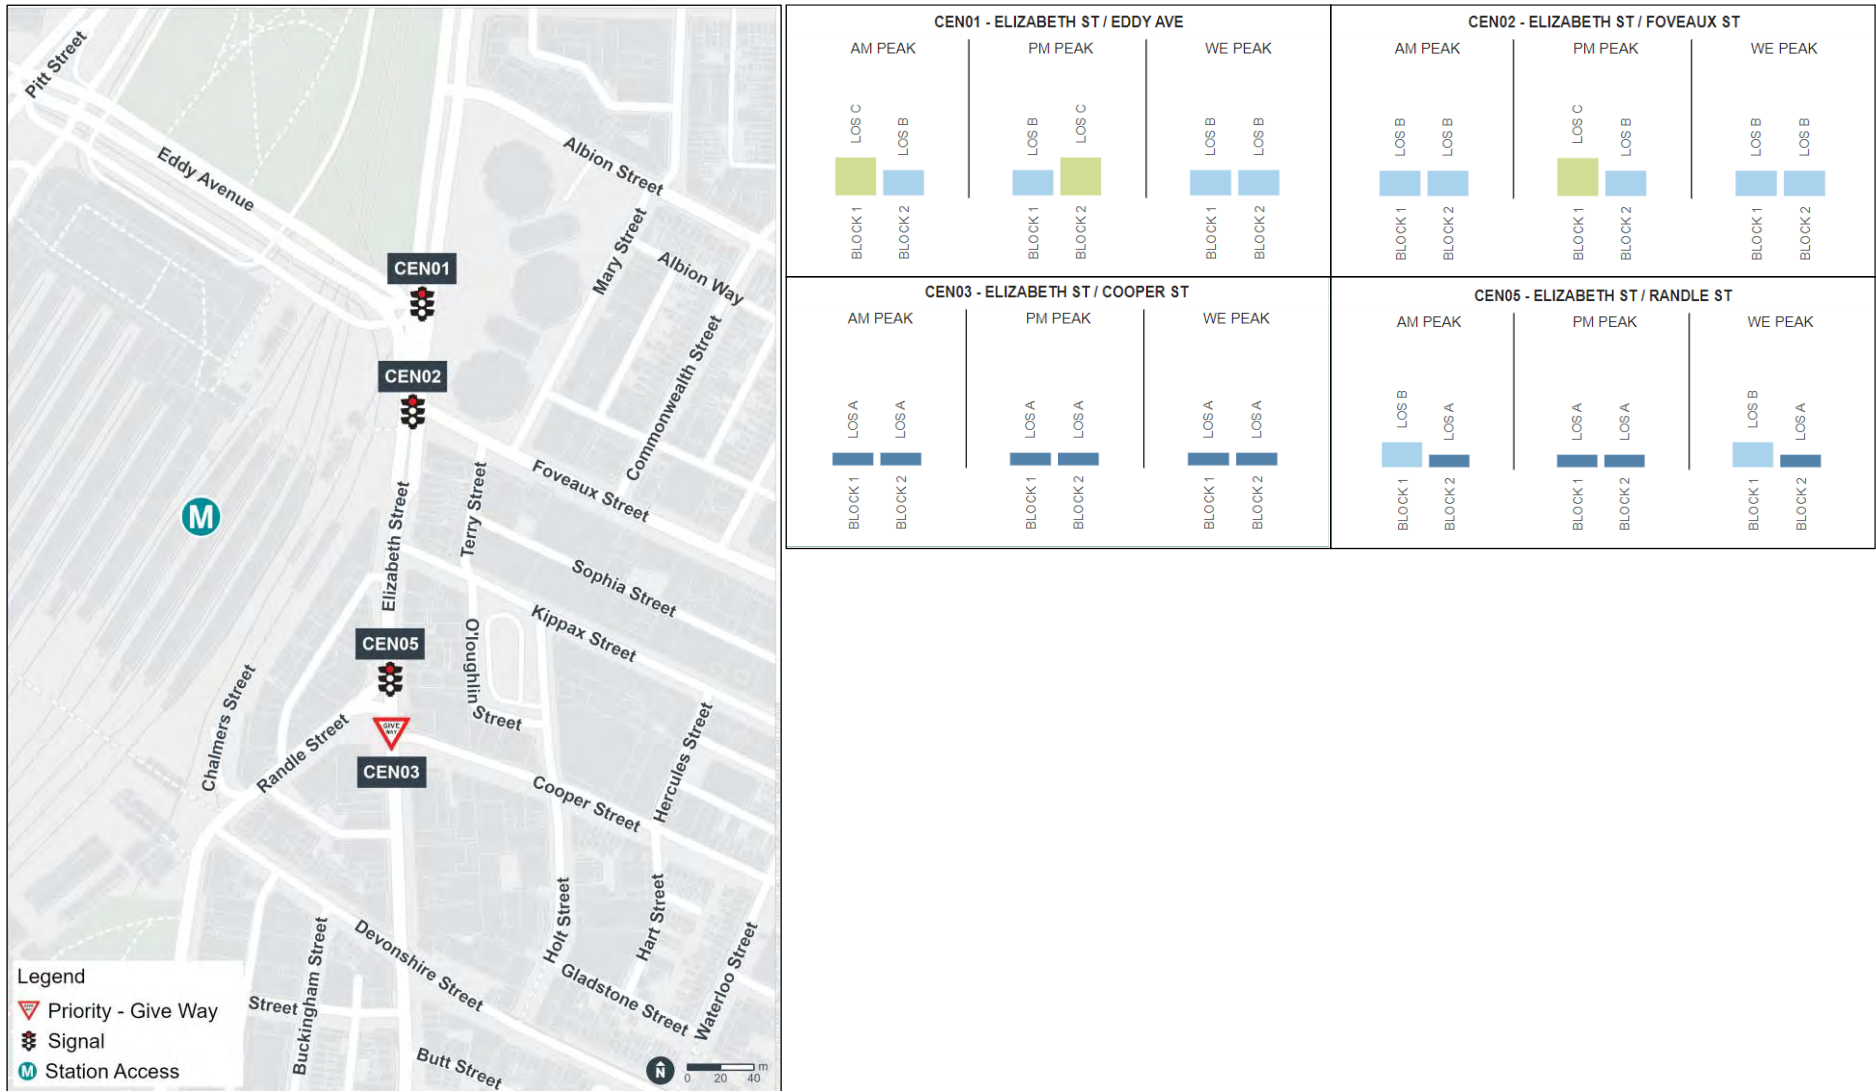 Pitt Street
Eddy Avenue
Albion Street
Mary Street
Albion Way
Commonwealth Street
CEN01
CEN02
Foveaux Street
Terry Street
Elizabeth Street
M
Sophia Street
Kippax Street
O'loughlin
Street
CEN05
GIVE
WAY
CEN03
Chalmers Street
Randle Street
Hercules Street
Cooper Street
Holt Street
Hart Street
Devonshire Street
Gladstone Street
Waterloo Street
Buckingham Street
Street
Butt Street
Legend
Priority - Give Way
Signal
M Station Access
N
0 20 40 m
CEN01 - ELIZABETH ST / EDDY AVE
AM PEAK PM PEAK WE PEAK
LOS C LOS B LOS B LOS C LOS B LOS B
BLOCK 1 BLOCK 2 BLOCK 1 BLOCK 2 BLOCK 1 BLOCK 2
CEN02 - ELIZABETH ST / FOVEAUX ST
AM PEAK PM PEAK WE PEAK
LOS B LOS B LOS C LOS B LOS B LOS B
BLOCK 1 BLOCK 2 BLOCK 1 BLOCK 2 BLOCK 1 BLOCK 2
CEN03 - ELIZABETH ST / COOPER ST
AM PEAK PM PEAK WE PEAK
LOS A LOS A LOS A LOS A LOS A LOS A
BLOCK 1 BLOCK 2 BLOCK 1 BLOCK 2 BLOCK 1 BLOCK 2
CEN05 - ELIZABETH ST / RANDLE ST
AM PEAK PM PEAK WE PEAK
LOS B LOS A LOS A LOS A LOS B LOS A
BLOCK 1 BLOCK 2 BLOCK 1 BLOCK 2 BLOCK 1 BLOCK 2